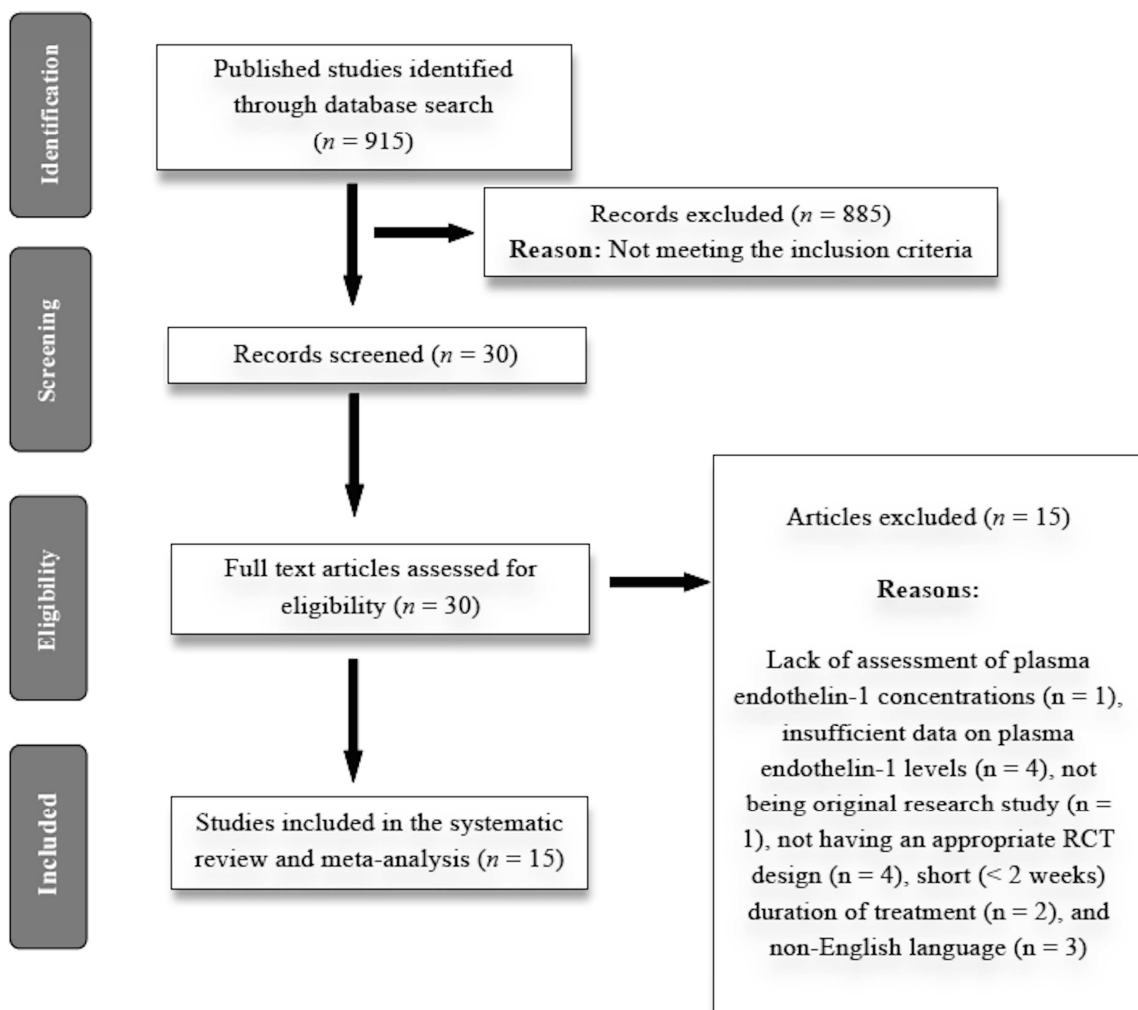 Identification
Published studies identified
through database search
(n = 915)
Records excluded (n = 885)
Reason: Not meeting the inclusion criteria
Screening
Records screened (n = 30)
Eligibility
Full text articles assessed for
eligibility (n = 30)
Articles excluded (n = 15)
Reasons:
Lack of assessment of plasma
endothelin-1 concentrations (n = 1),
insufficient data on plasma
endothelin-1 levels (n = 4), not
being original research study (n =
1), not having an appropriate RCT
design (n = 4), short (< 2 weeks)
duration of treatment (n = 2), and
non-English language (n = 3)
Included
Studies included in the systematic
review and meta-analysis (n = 15)